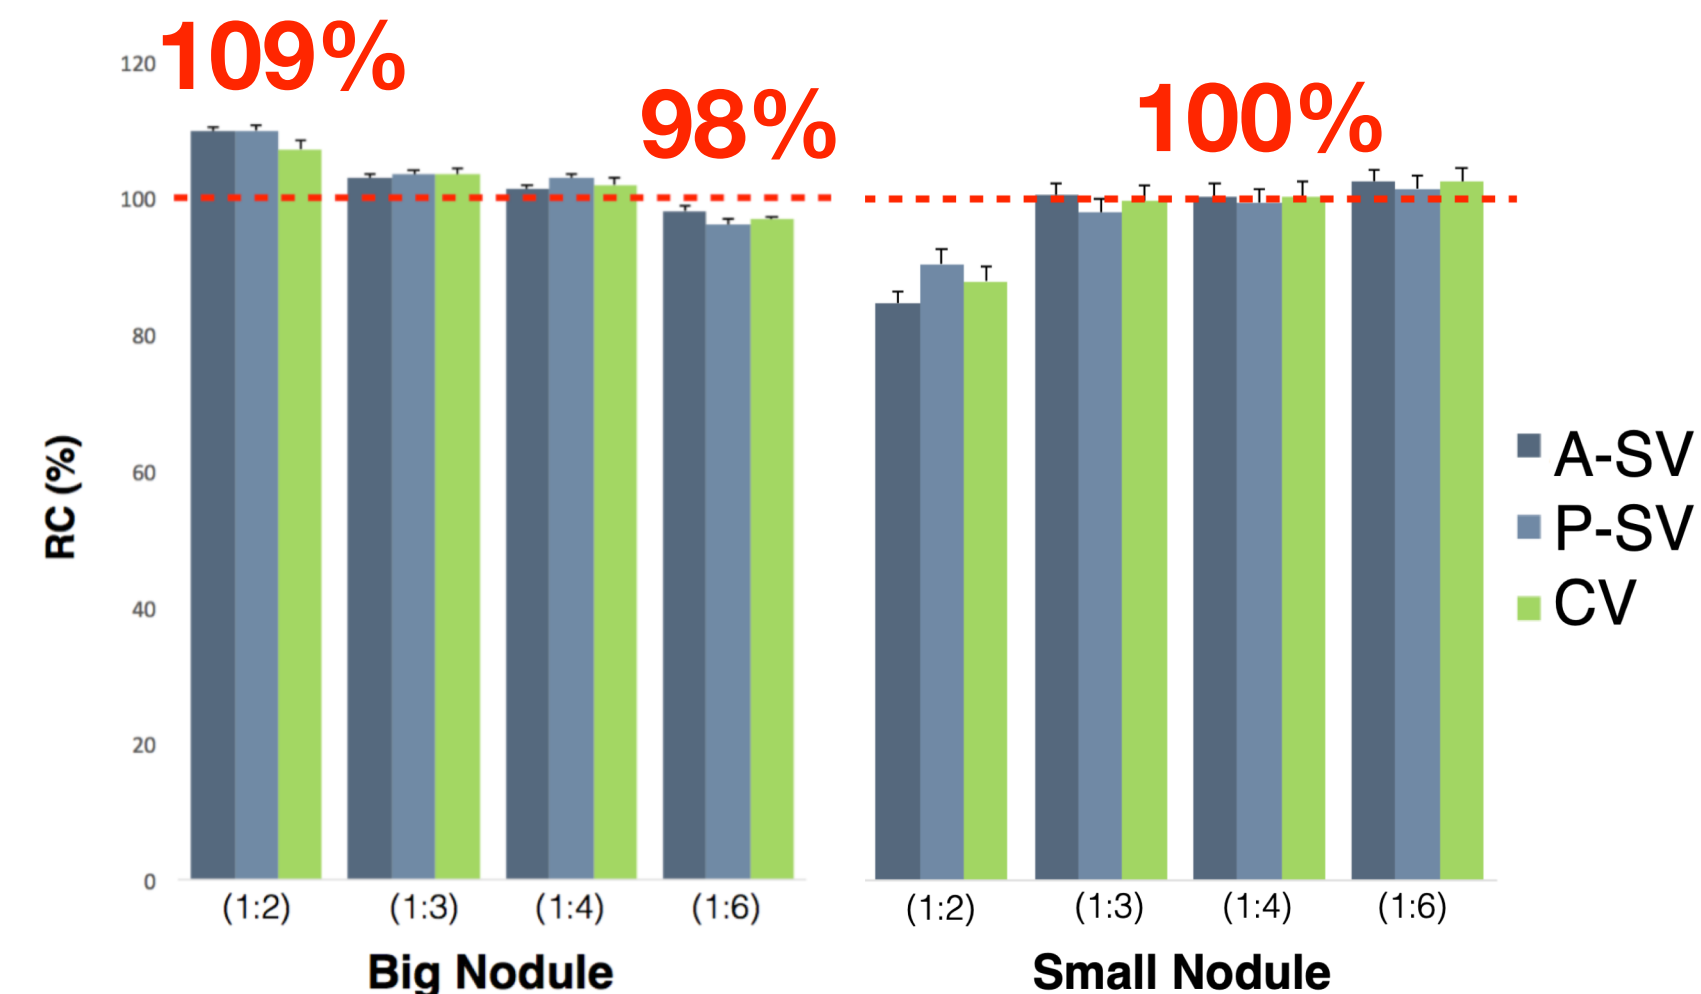 109%
98%
100%
120
100
80
60
40
20
0
RC (%)
(1:2) (1:3) (1:4) (1:6)
(1:2) (1:3) (1:4) (1:6)
Big Nodule
Small Nodule
A-SV
P-SV
CV